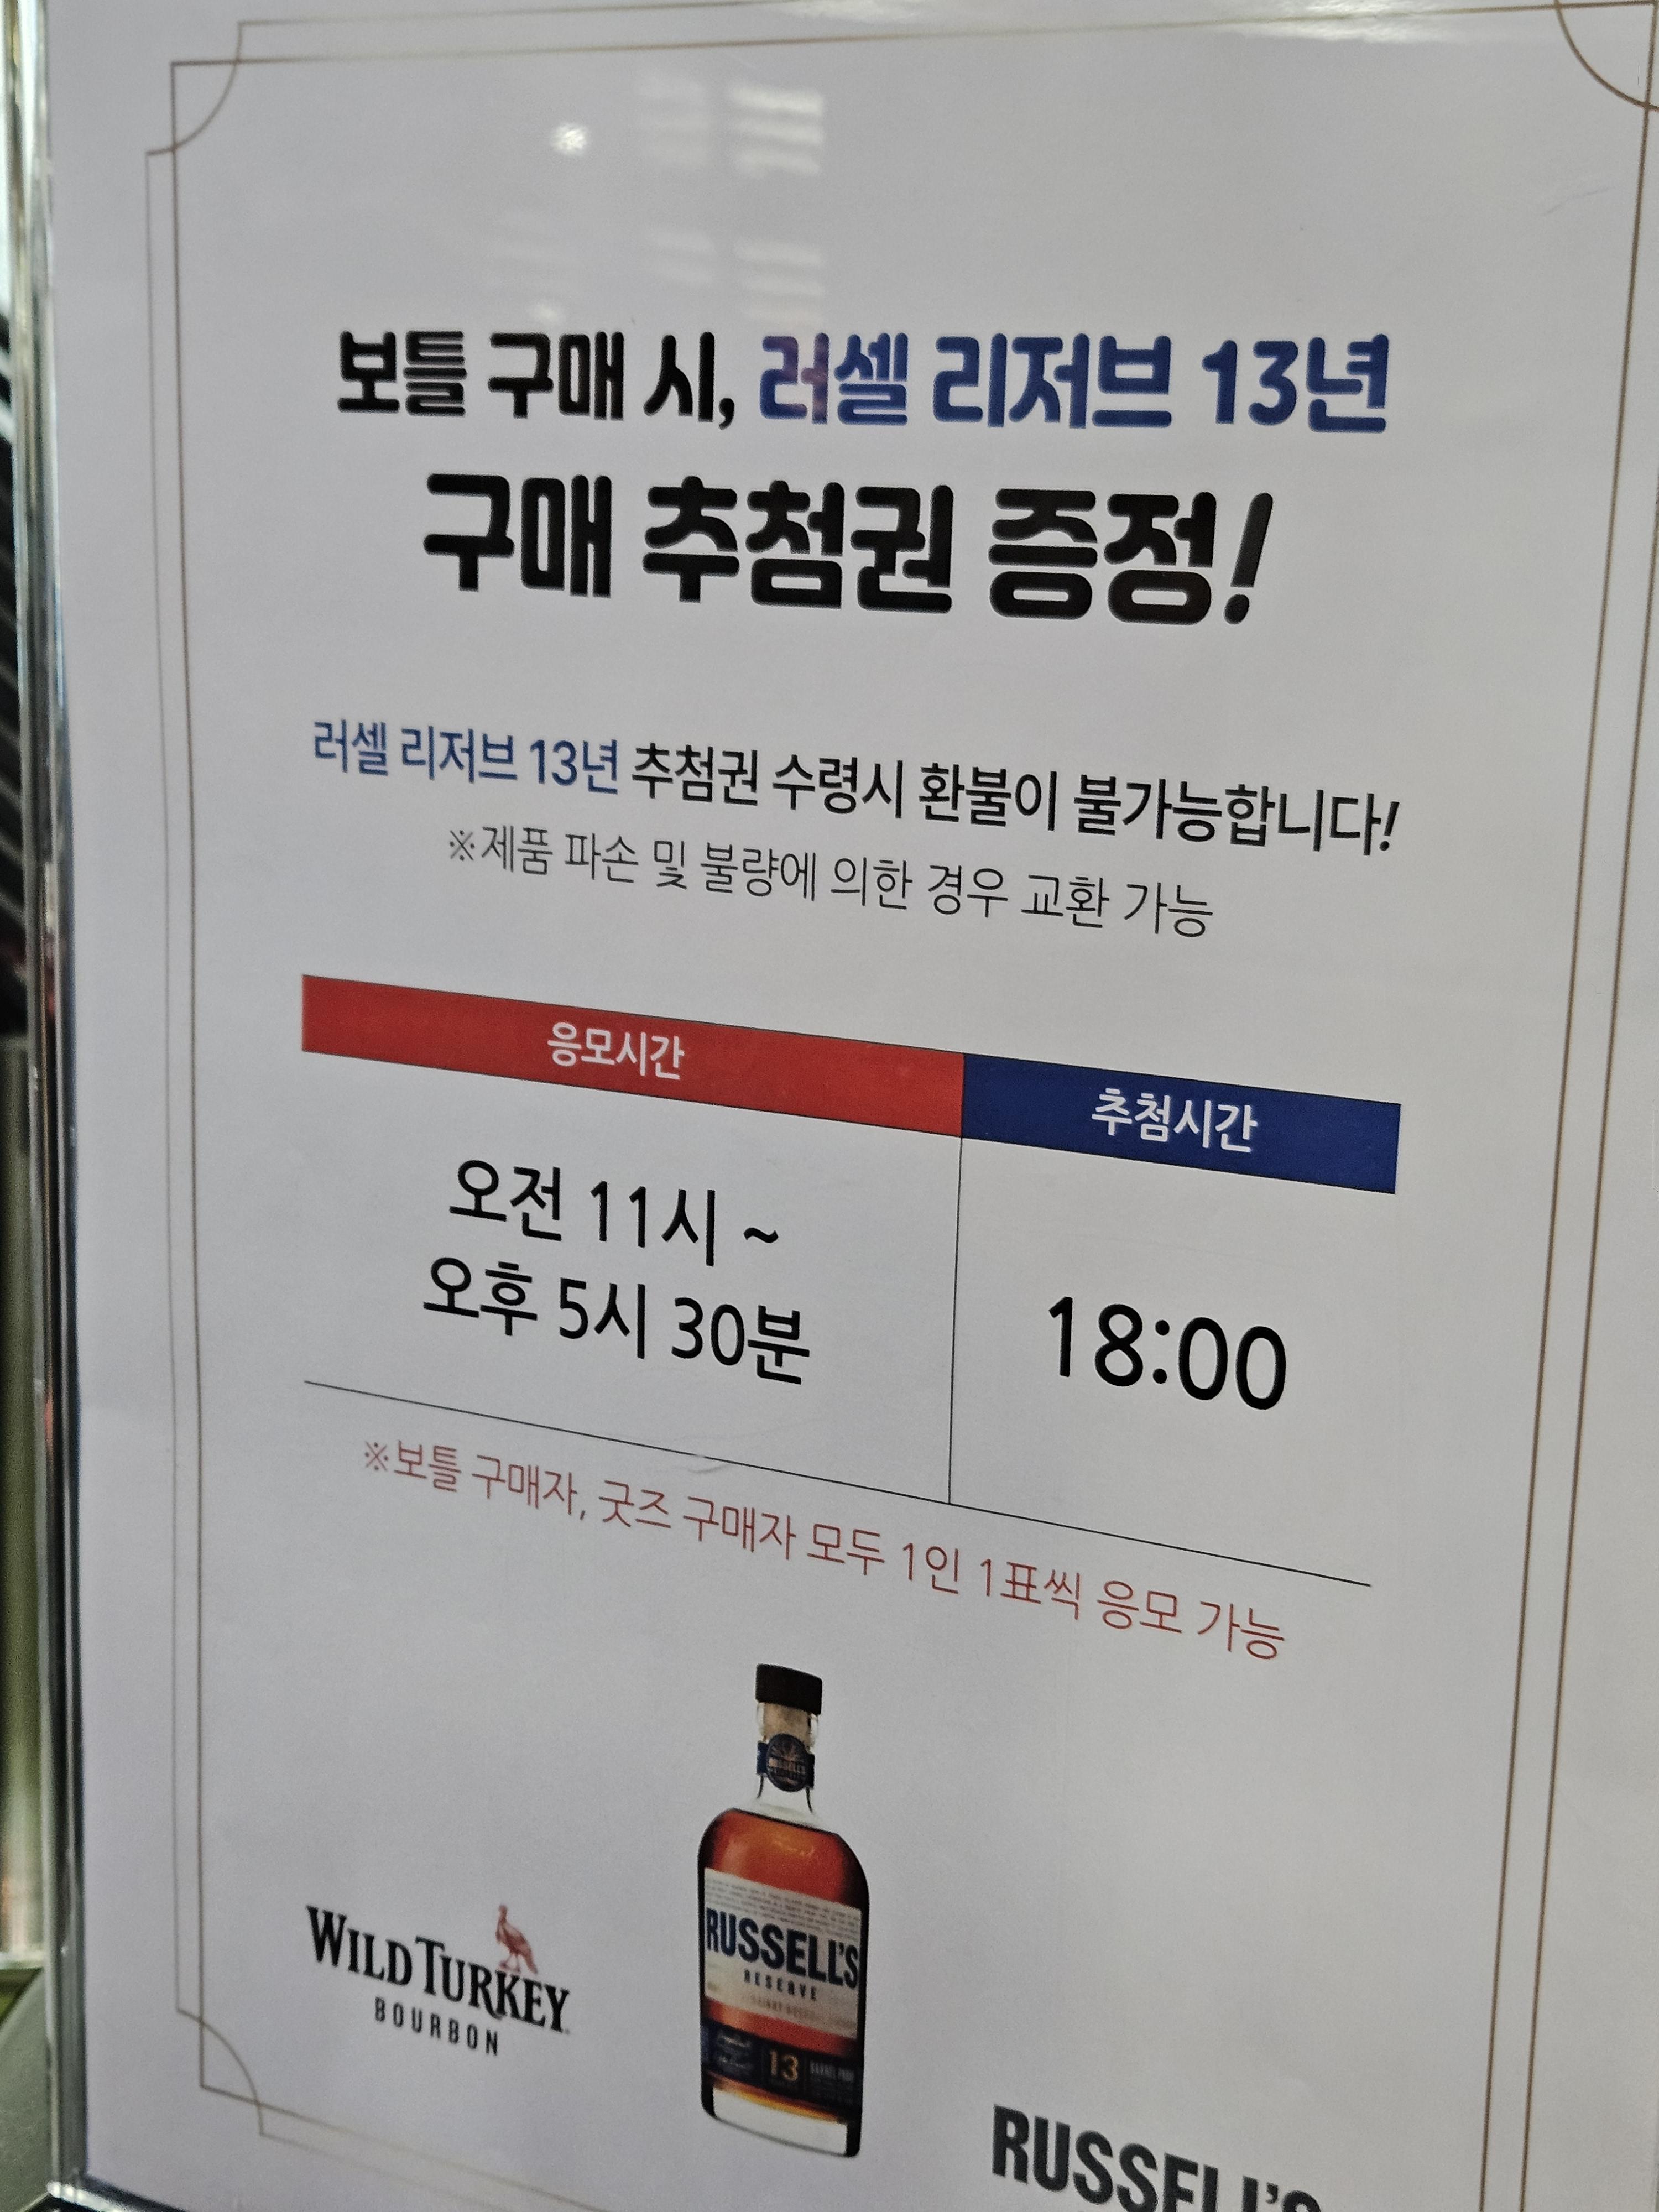 보틀 구매 시, 러셀 리저브 13년
구매 추첨권 증정!
러셀 리저브 13년 추첨권 수령시 환불이 불가능합니다!
※제품 파손 및 불량에 의한 경우 교환 가능
응모시간
추첨시간
오전 11시 ~
오후 5시 30분
18:00
※보틀 구매자, 굿즈 구매자 모두 1인 1표씩 응모 가능
WILD TURKEY
BOURBON
RUSSELL'S
RESERVE
13
RUSSELL'S